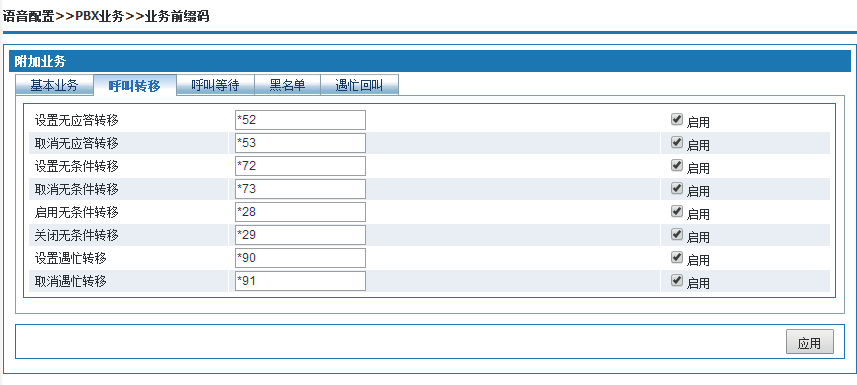 语音配置>>PBX业务>>业务前缀码
附加业务
基本业务 呼叫转移 呼叫等待 黑名单 遇忙回叫
设置无应答转移 *52 启用
取消无应答转移 *53 启用
设置无条件转移 *72 启用
取消无条件转移 *73 启用
启用无条件转移 *28 启用
关闭无条件转移 *29 启用
设置遇忙转移 *90 启用
取消遇忙转移 *91 启用
应用